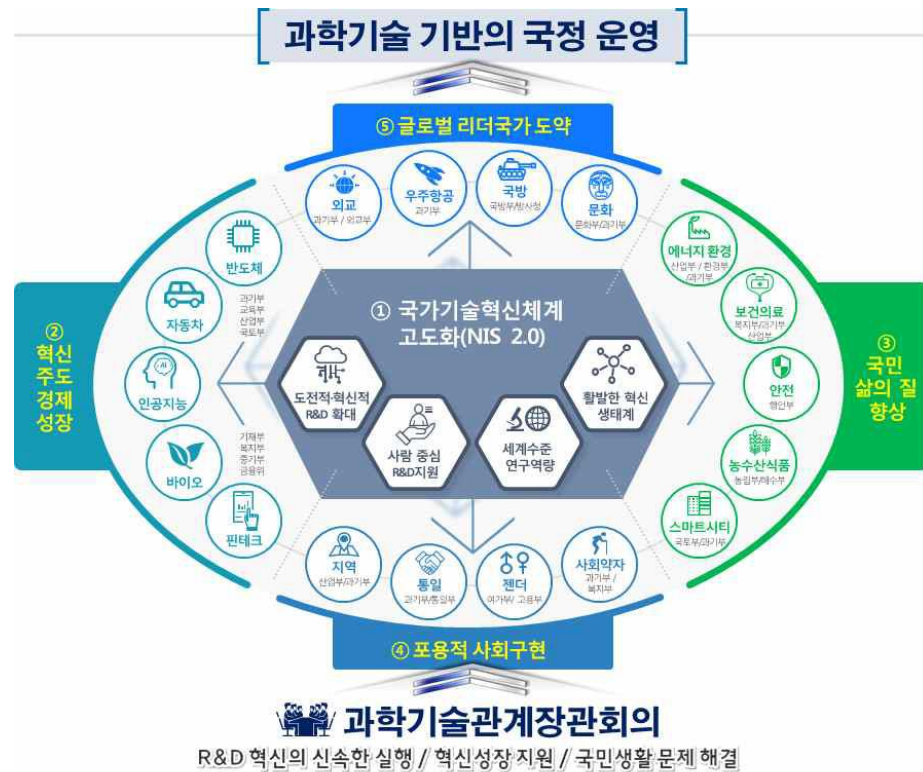 과학기술 기반의 국정 운영
⑤ 글로벌 리더국가 도약
외교
과기부 / 외교부
우주항공
과기부
국방
국방부/방사청
문화
문화부/과기부
② 혁신
주도
경제
성장
반도체
자동차
인공지능
바이오
핀테크
과기부
교육부
산업부
국토부
기재부
복지부
중기부
금융위
① 국가기술혁신체계
고도화(NIS 2.0)
도전적·혁신적
R&D 확대
사람 중심
R&D지원
세계수준
연구역량
활발한 혁신
생태계
③
국민
삶의 질
향상
에너지 환경
산업부 / 환경부
/과기부
보건의료
복지부/과기부
산업부
안전
행안부
농수산식품
농림부/해수부
스마트시티
국토부/과기부
지역
산업부/과기부
통일
과기부/통일부
젠더
여가부/ 고용부
사회약자
과기부 /
복지부
④ 포용적 사회구현
과학기술관계장관회의
R&D 혁신의 신속한 실행 / 혁신성장 지원 / 국민생활 문제 해결